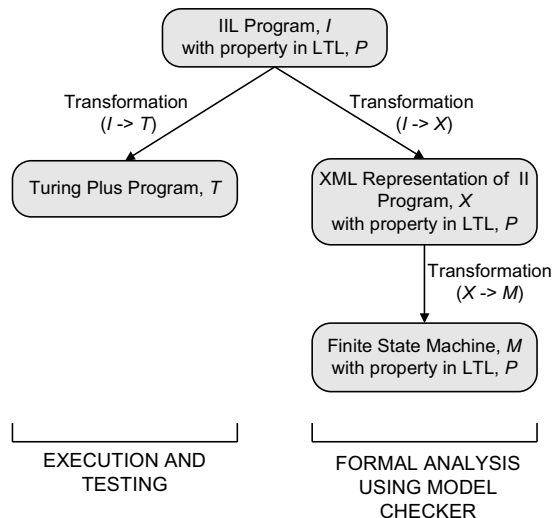 IIL Program, I
with property in LTL, P
Transformation
(I -> T)
Transformation
(I -> X)
Turing Plus Program, T
XML Representation of II
Program, X
with property in LTL, P
Transformation
(X -> M)
Finite State Machine, M
with property in LTL, P
EXECUTION AND
TESTING
FORMAL ANALYSIS
USING MODEL
CHECKER